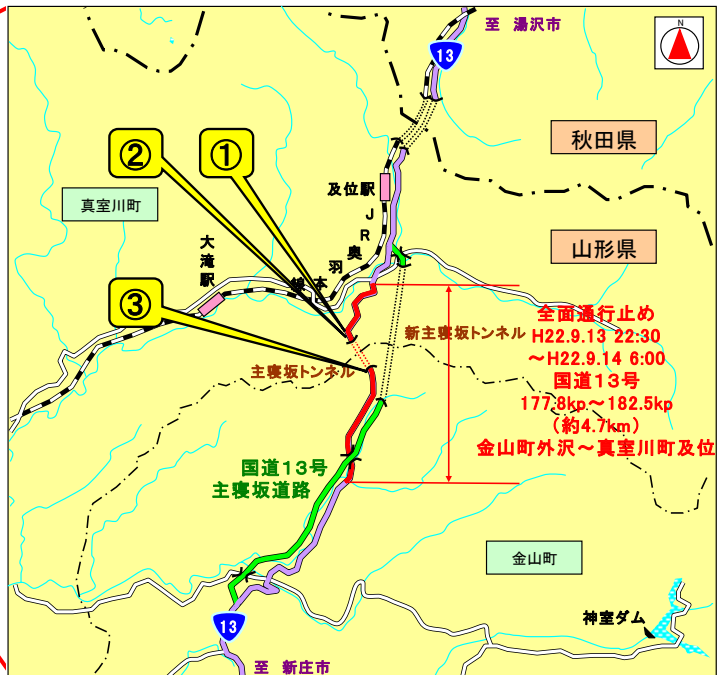 至 湯沢市
N
13
②
①
秋田県
真室川町
及位駅
JR奥羽本線
山形県
大滝駅
③
全面通行止め
H22.9.13 22:30
～H22.9.14 6:00
国道13号
177.8kp～182.5kp
（約4.7km）
金山町外沢～真室川町及位
新主寝坂トンネル
主寝坂トンネル
国道13号
主寝坂道路
金山町
神室ダム
13
至 新庄市